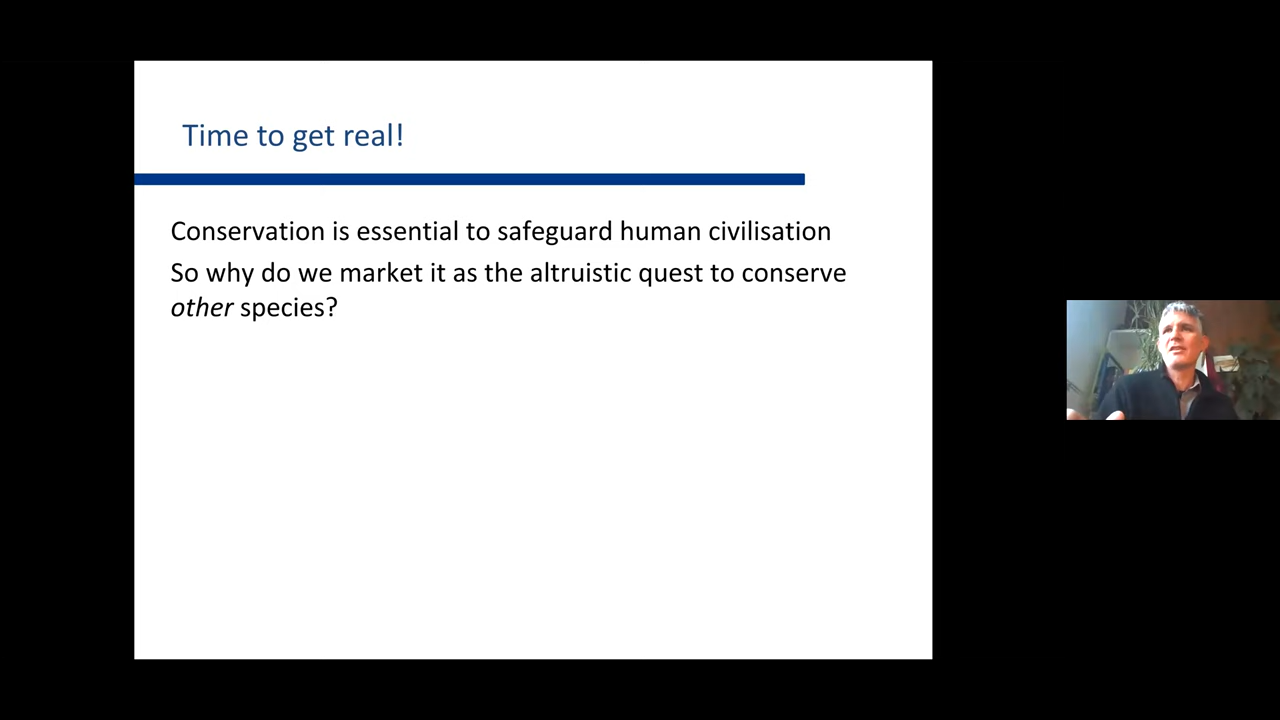 Time to get real!
Conservation is essential to safeguard human civilisation
So why do we market it as the altruistic quest to conserve
other species?